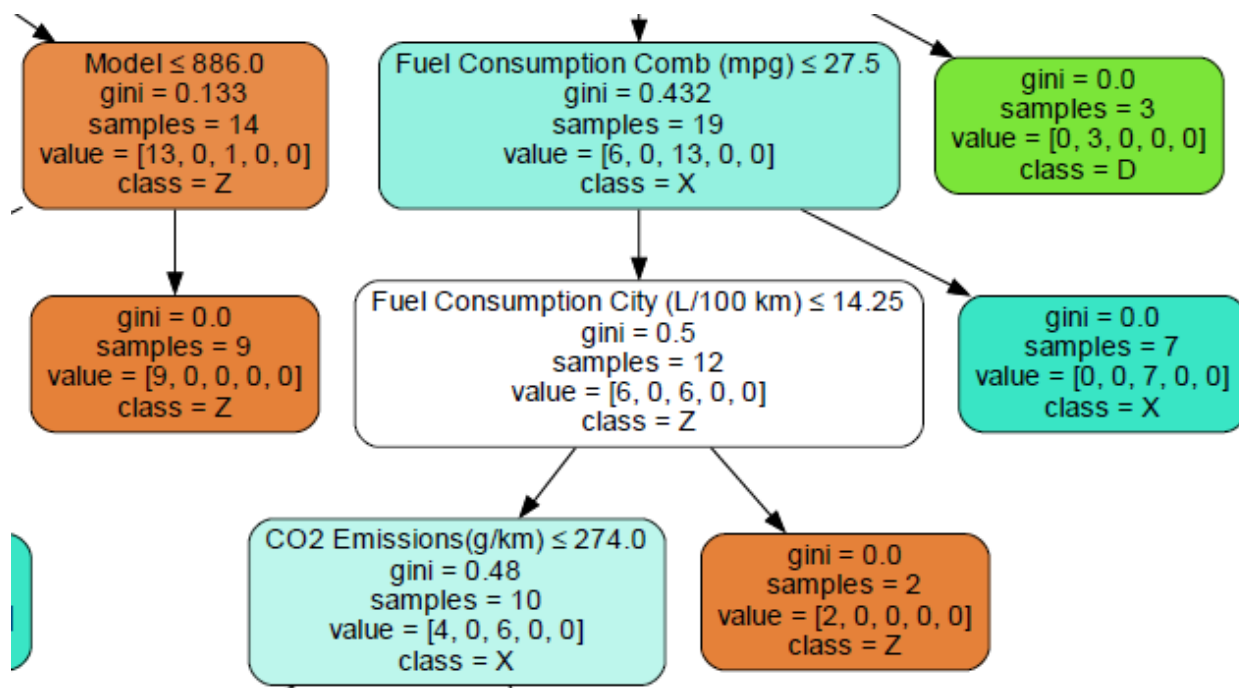 Model ≤ 886.0
gini = 0.133
samples = 14
value = [13, 0, 1, 0, 0]
class = Z
Fuel Consumption Comb (mpg) ≤ 27.5
gini = 0.432
samples = 19
value = [6, 0, 13, 0, 0]
class = X
gini = 0.0
samples = 3
value = [0, 3, 0, 0, 0]
class = D
gini = 0.0
samples = 9
value = [9, 0, 0, 0, 0]
class = Z
Fuel Consumption City (L/100 km) ≤ 14.25
gini = 0.5
samples = 12
value = [6, 0, 6, 0, 0]
class = Z
gini = 0.0
samples = 7
value = [0, 0, 7, 0, 0]
class = X
CO2 Emissions(g/km) ≤ 274.0
gini = 0.48
samples = 10
value = [4, 0, 6, 0, 0]
class = X
gini = 0.0
samples = 2
value = [2, 0, 0, 0, 0]
class = Z